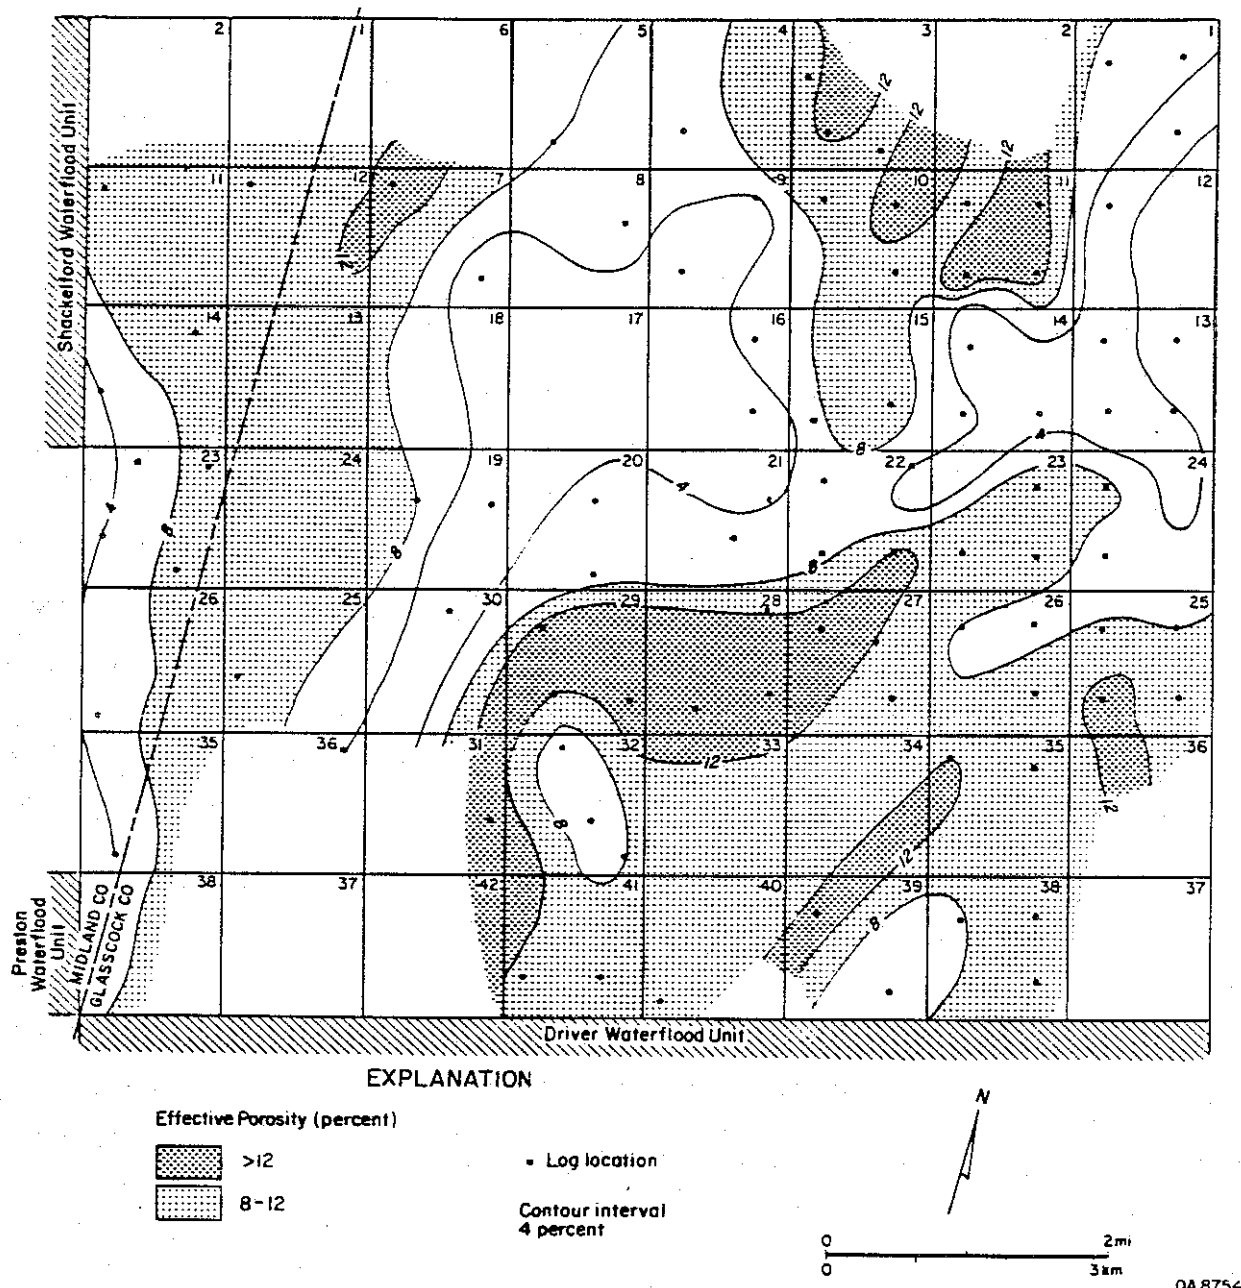 2 1 6 5 4 3 2 1
12
12
12
Shackelford Waterflood Unit
11 12 7 8 9 10 11 12
12
14 13 18 17 16 15 14 13
4
8
23 24 19 20 21 22 23 24
4
4
8
8
8
26 25 30 29 28 27 26 25
35 36 31 32 33 34 35 36
12
12
8
12
38 37 42 41 40 39 38 37
8
Preston
Waterflood
Unit
MIDLAND CO
GLASSCOCK CO
Driver Waterflood Unit
EXPLANATION
Effective Porosity (percent)
>12
8-12
Log location
Contour interval
4 percent
N
0 2mi
0 3km
QA 8754